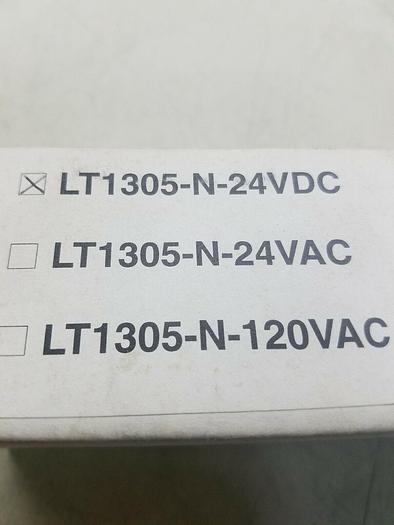 ☒ LT1305-N-24VDC
☐ LT1305-N-24VAC
☐ LT1305-N-120VAC